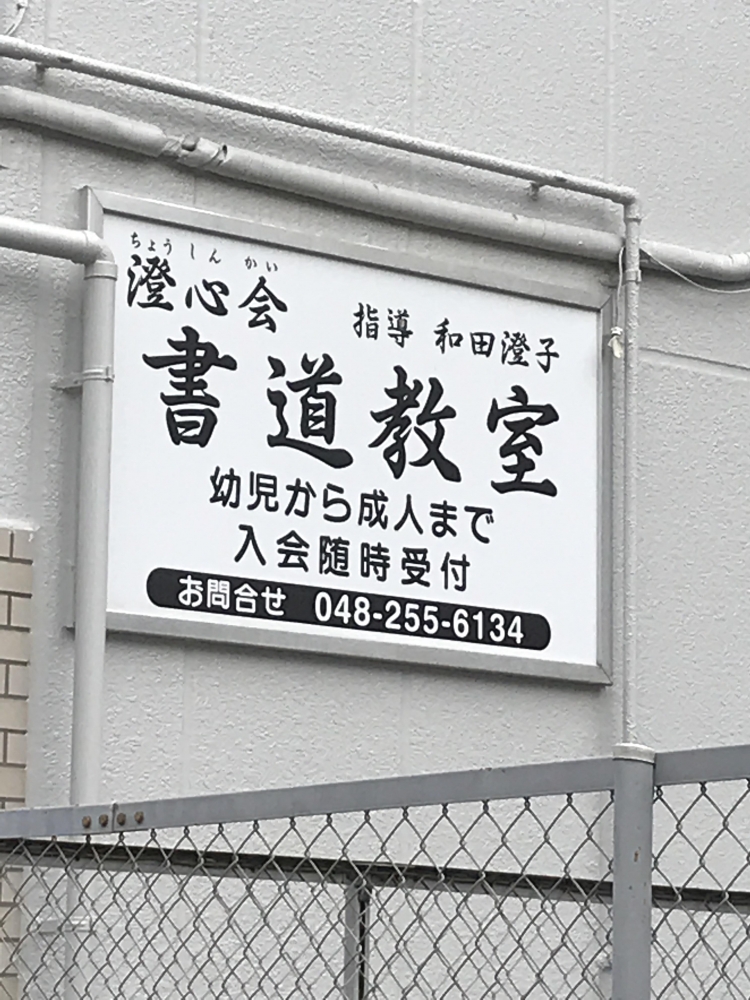 ちょうしんかい
澄心会
指導 和田澄子
書道教室
幼児から成人まで
入会随時受付
お問合せ 048-255-6134